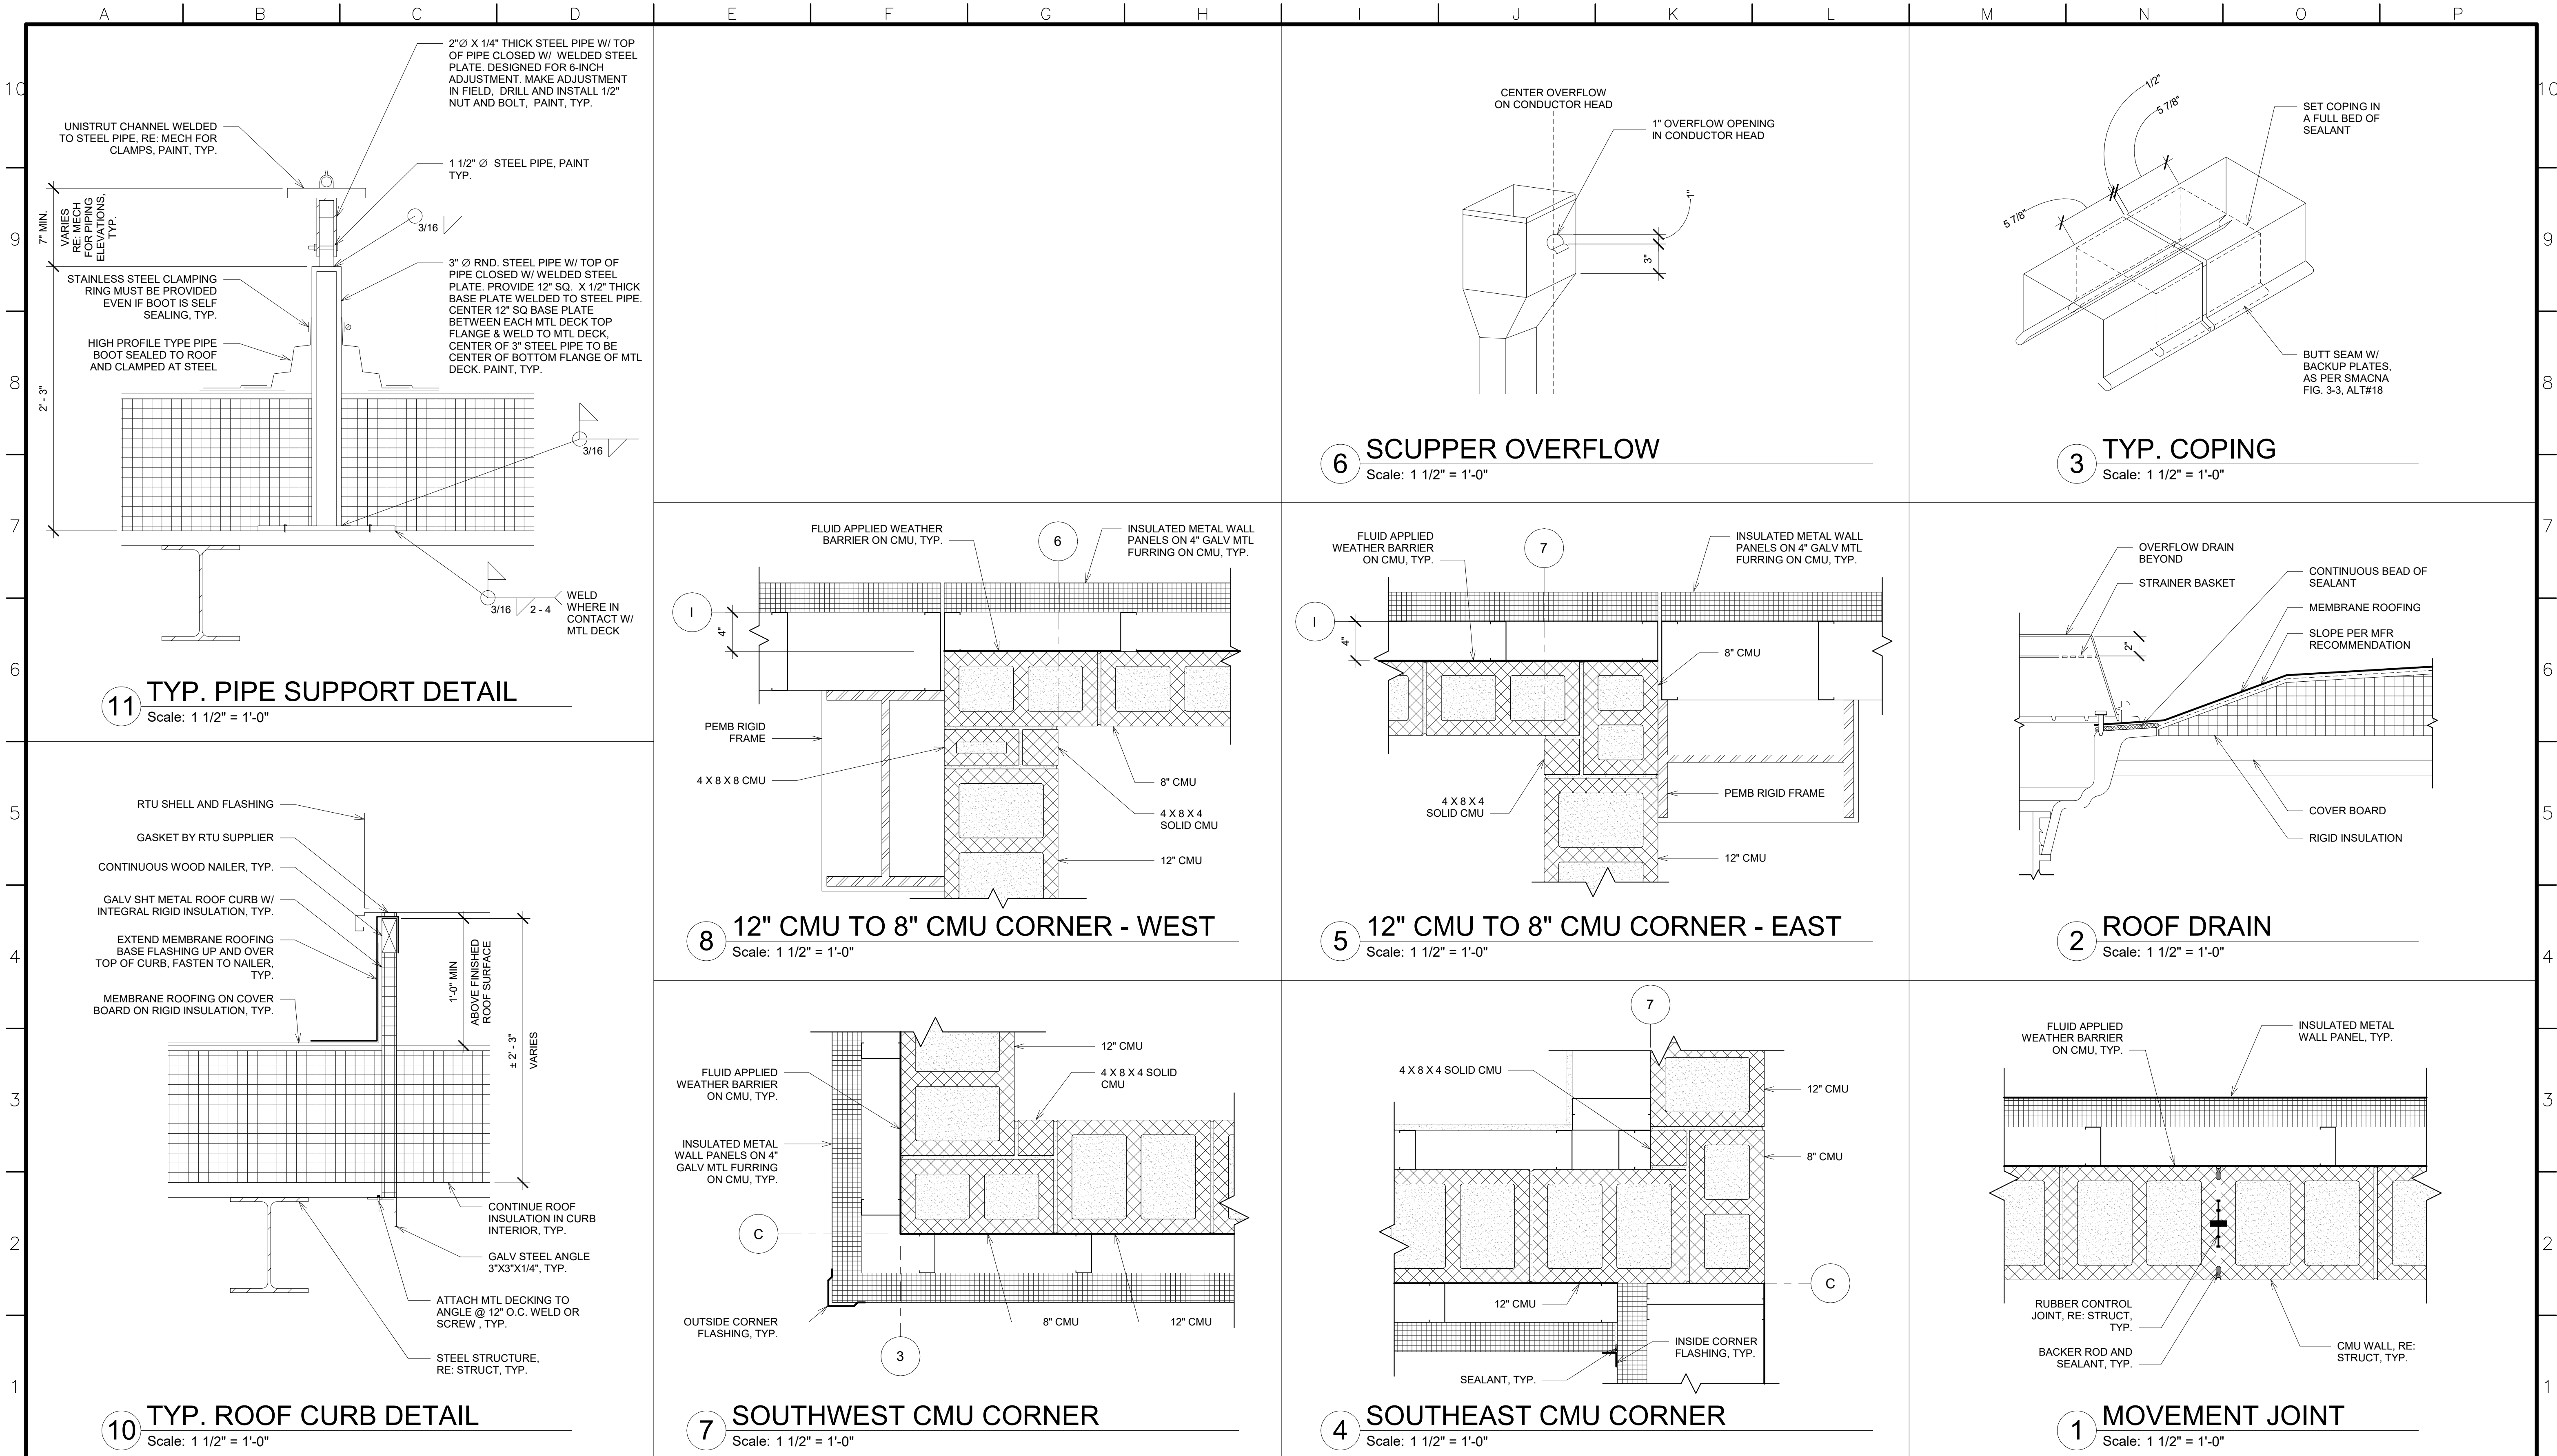 A B C D E F G H I J K L M N O P
10
9
8
7
6
5
4
3
2
1
10
9
8
7
6
5
4
3
2
1
2"Ø X 1/4" THICK STEEL PIPE W/ TOP
OF PIPE CLOSED W/ WELDED STEEL
PLATE. DESIGNED FOR 6-INCH
ADJUSTMENT. MAKE ADJUSTMENT
IN FIELD, DRILL AND INSTALL 1/2"
NUT AND BOLT, PAINT, TYP.
UNISTRUT CHANNEL WELDED
TO STEEL PIPE, RE: MECH FOR
CLAMPS, PAINT, TYP.
1 1/2" Ø STEEL PIPE, PAINT
TYP.
7" MIN.
VARIES
RE: MECH
FOR PIPING
ELEVATIONS,
TYP.
3/16
STAINLESS STEEL CLAMPING
RING MUST BE PROVIDED
EVEN IF BOOT IS SELF
SEALING, TYP.
3" Ø RND. STEEL PIPE W/ TOP OF
PIPE CLOSED W/ WELDED STEEL
PLATE. PROVIDE 12" SQ. X 1/2" THICK
BASE PLATE WELDED TO STEEL PIPE.
CENTER 12" SQ BASE PLATE
BETWEEN EACH MTL DECK TOP
FLANGE & WELD TO MTL DECK,
CENTER OF 3" STEEL PIPE TO BE
CENTER OF BOTTOM FLANGE OF MTL
DECK. PAINT, TYP.
Ø
HIGH PROFILE TYPE PIPE
BOOT SEALED TO ROOF
AND CLAMPED AT STEEL
2' - 3"
3/16
3/16
2 - 4
WELD
WHERE IN
CONTACT W/
MTL DECK
11 TYP. PIPE SUPPORT DETAIL
Scale: 1 1/2" = 1'-0"
CENTER OVERFLOW
ON CONDUCTOR HEAD
1" OVERFLOW OPENING
IN CONDUCTOR HEAD
1"
3"
6 SCUPPER OVERFLOW
Scale: 1 1/2" = 1'-0"
1/2"
5 7/8"
5 7/8"
SET COPING IN
A FULL BED OF
SEALANT
BUTT SEAM W/
BACKUP PLATES,
AS PER SMACNA
FIG. 3-3, ALT#18
3 TYP. COPING
Scale: 1 1/2" = 1'-0"
FLUID APPLIED WEATHER
BARRIER ON CMU, TYP.
6
INSULATED METAL WALL
PANELS ON 4" GALV MTL
FURRING ON CMU, TYP.
I
4"
PEMB RIGID
FRAME
4 X 8 X 8 CMU
8" CMU
4 X 8 X 4
SOLID CMU
12" CMU
8 12" CMU TO 8" CMU CORNER - WEST
Scale: 1 1/2" = 1'-0"
FLUID APPLIED
WEATHER BARRIER
ON CMU, TYP.
7
INSULATED METAL WALL
PANELS ON 4" GALV MTL
FURRING ON CMU, TYP.
I
4"
8" CMU
PEMB RIGID FRAME
4 X 8 X 4
SOLID CMU
12" CMU
5 12" CMU TO 8" CMU CORNER - EAST
Scale: 1 1/2" = 1'-0"
OVERFLOW DRAIN
BEYOND
STRAINER BASKET
CONTINUOUS BEAD OF
SEALANT
MEMBRANE ROOFING
SLOPE PER MFR
RECOMMENDATION
2"
COVER BOARD
RIGID INSULATION
2 ROOF DRAIN
Scale: 1 1/2" = 1'-0"
RTU SHELL AND FLASHING
GASKET BY RTU SUPPLIER
CONTINUOUS WOOD NAILER, TYP.
GALV SHT METAL ROOF CURB W/
INTEGRAL RIGID INSULATION, TYP.
EXTEND MEMBRANE ROOFING
BASE FLASHING UP AND OVER
TOP OF CURB, FASTEN TO NAILER,
TYP.
MEMBRANE ROOFING ON COVER
BOARD ON RIGID INSULATION, TYP.
1'-0" MIN
ABOVE FINISHED
ROOF SURFACE
± 2' - 3"
VARIES
CONTINUE ROOF
INSULATION IN CURB
INTERIOR, TYP.
GALV STEEL ANGLE
3"X3"X1/4", TYP.
ATTACH MTL DECKING TO
ANGLE @ 12" O.C. WELD OR
SCREW , TYP.
STEEL STRUCTURE,
RE: STRUCT, TYP.
10 TYP. ROOF CURB DETAIL
Scale: 1 1/2" = 1'-0"
12" CMU
FLUID APPLIED
WEATHER BARRIER
ON CMU, TYP.
4 X 8 X 4 SOLID
CMU
INSULATED METAL
WALL PANELS ON 4"
GALV MTL FURRING
ON CMU, TYP.
C
OUTSIDE CORNER
FLASHING, TYP.
8" CMU
12" CMU
3
7 SOUTHWEST CMU CORNER
Scale: 1 1/2" = 1'-0"
7
4 X 8 X 4 SOLID CMU
12" CMU
8" CMU
C
12" CMU
INSIDE CORNER
FLASHING, TYP.
SEALANT, TYP.
4 SOUTHEAST CMU CORNER
Scale: 1 1/2" = 1'-0"
FLUID APPLIED
WEATHER BARRIER
ON CMU, TYP.
INSULATED METAL
WALL PANEL, TYP.
RUBBER CONTROL
JOINT, RE: STRUCT,
TYP.
BACKER ROD AND
SEALANT, TYP.
CMU WALL, RE:
STRUCT, TYP.
1 MOVEMENT JOINT
Scale: 1 1/2" = 1'-0"